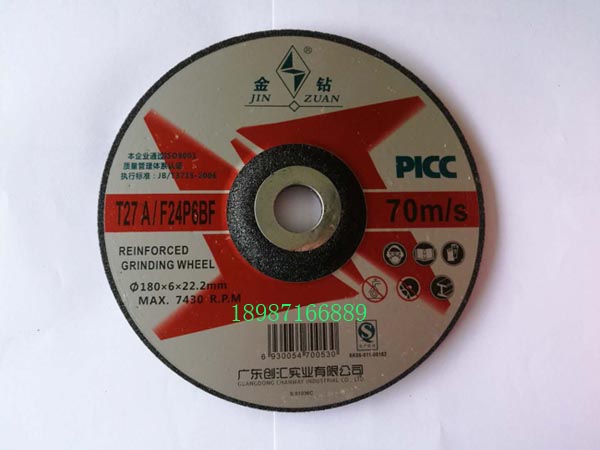 ®
金 钻
JIN ZUAN
本企业通过ISO9001
质量管理体系认证
执行标准：JB/T3715-2006
PICC
T27 A/F24P6BF
70m/s
REINFORCED
GRINDING WHEEL
Φ180×6×22.2mm
MAX. 7430 R.P.M
18987166889
6 930054 700530
广东创汇实业有限公司
GUANGDONG CHANWAY INDUSTRIAL CO., LTD